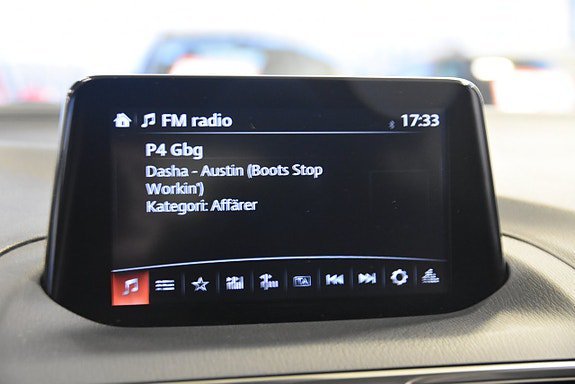 FM radio 17:33
P4 Gbg
Dasha - Austin (Boots Stop
Workin')
Kategori: Affärer